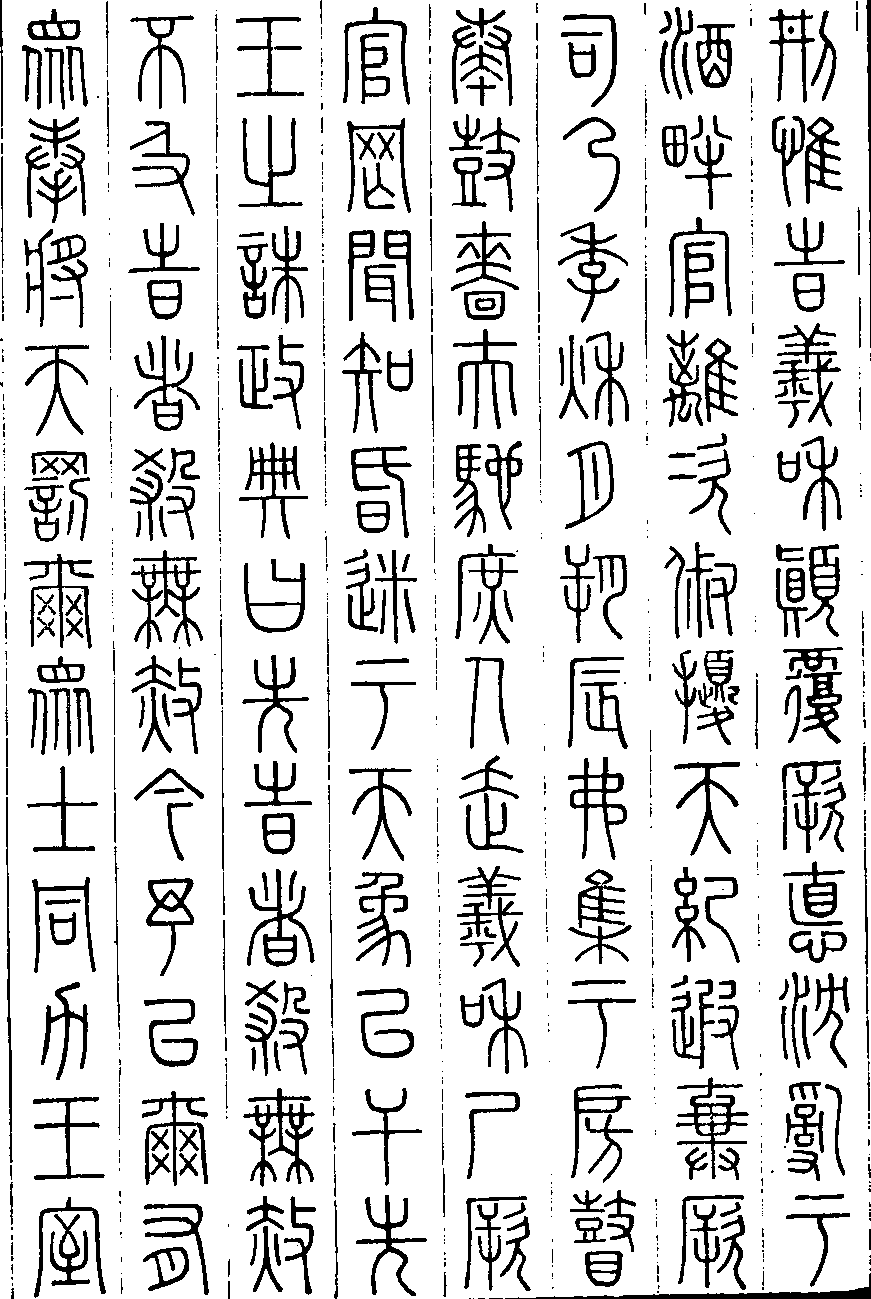 刑惟時羲和顛覆厥德沈亂于
酒畔官離次俶擾天紀遐棄厥
司乃季秋月朔辰弗集于房瞽
奏鼓嗇夫馳庶人走羲和尸厥
官罔聞知昏迷于天象以干先
王之誅政典曰先時者殺無赦
不及時者殺無赦今予以爾有
眾奉將天罰爾眾士同力王室